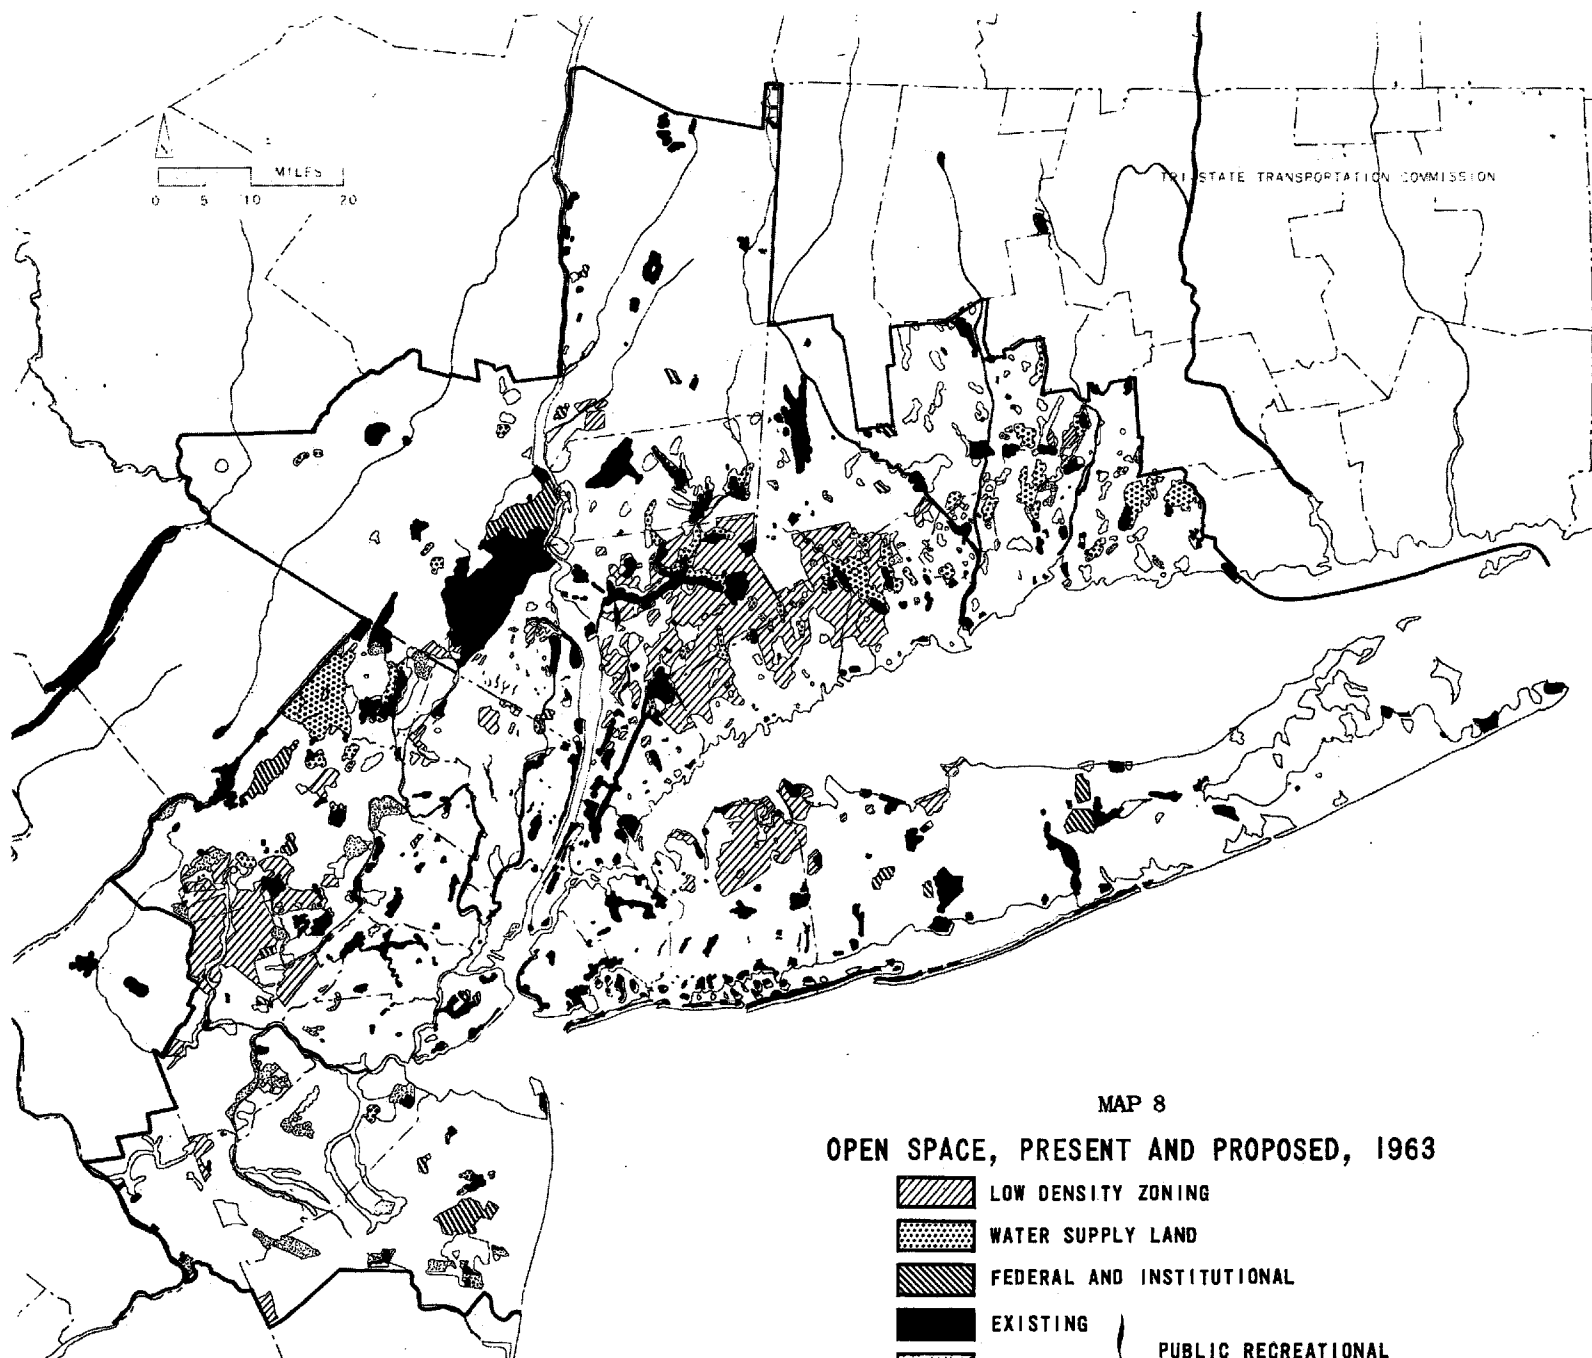 MILES
0 5 10 20
TRI-STATE TRANSPORTATION COMMISSION
MAP 8
OPEN SPACE, PRESENT AND PROPOSED, 1963
LOW DENSITY ZONING
WATER SUPPLY LAND
FEDERAL AND INSTITUTIONAL
EXISTING
PUBLIC RECREATIONAL